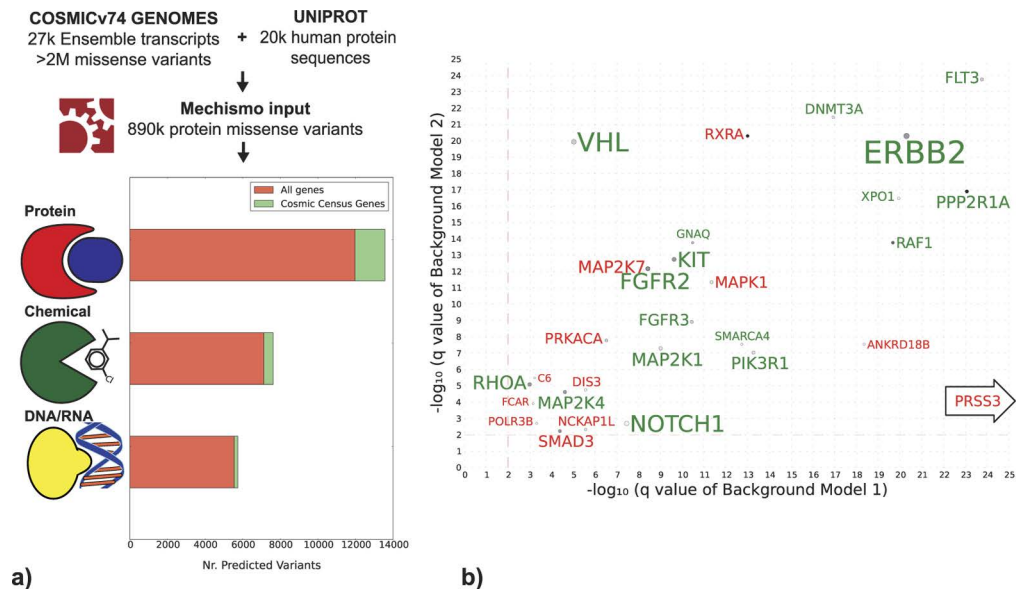 a)
COSMICv74 GENOMES
27k Ensemble transcripts
>2M missense variants
+
UNIPROT
20k human protein
sequences
Mechismo input
890k protein missense variants
All genes
Cosmic Census Genes
Protein
Chemical
DNA/RNA
0 2000 4000 6000 8000 10000 12000 14000
Nr. Predicted Variants
b)
-log₁₀ (q value of Background Model 2)
25
24
23
22
21
20
19
18
17
16
15
14
13
12
11
10
9
8
7
6
5
4
3
2
1
0
FLT3
DNMT3A
RXRA
VHL
ERBB2
XPO1
PPP2R1A
GNAQ
RAF1
KIT
MAP2K7
FGFR2
MAPK1
FGFR3
PRKACA
SMARCA4
ANKRD18B
MAP2K1
PIK3R1
RHOA
C6
DIS3
FCAR
MAP2K4
PRSS3
POLR3B
NCKAP1L
NOTCH1
SMAD3
0 1 2 3 4 5 6 7 8 9 10 11 12 13 14 15 16 17 18 19 20 21 22 23 24 25
-log₁₀ (q value of Background Model 1)